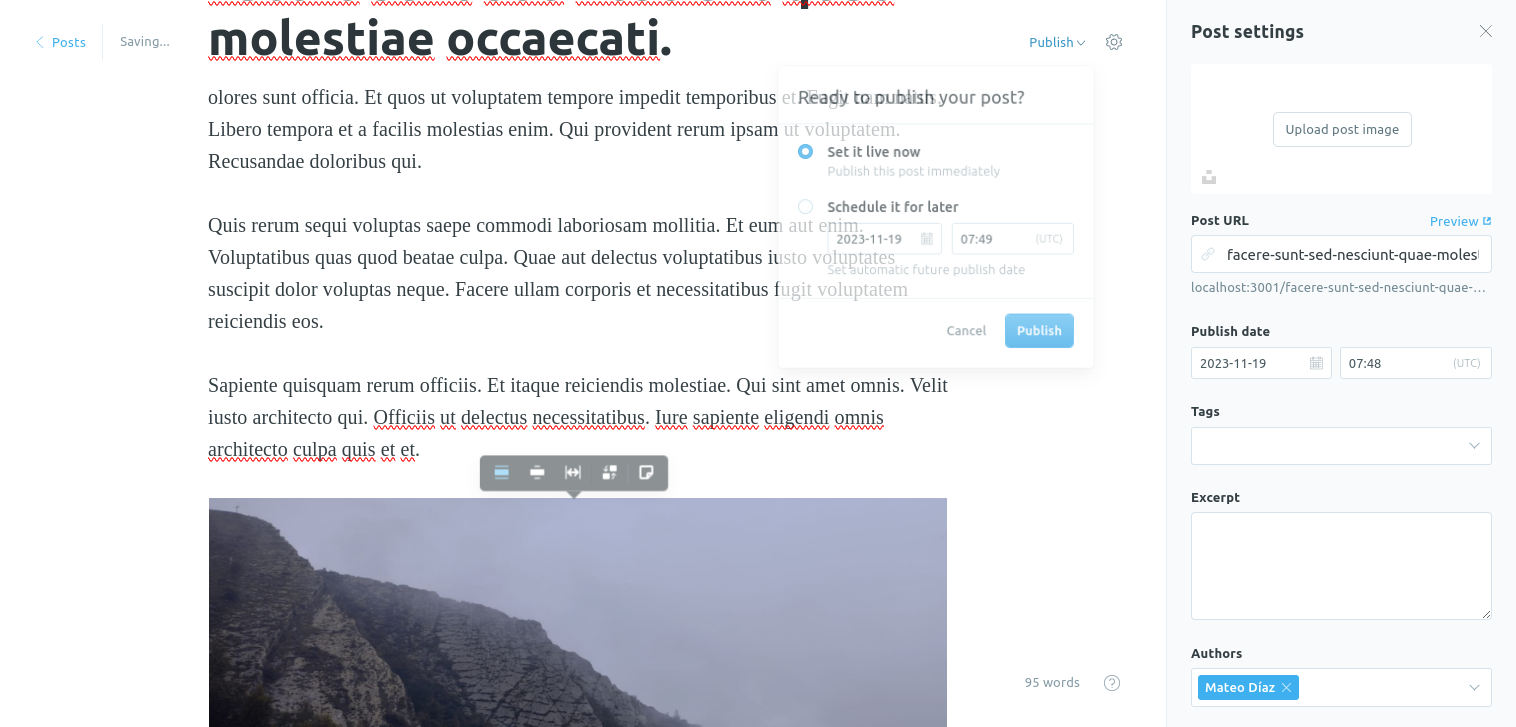 Posts
Saving...
molestiae occaecati.
Publish
olores sunt officia. Et quos ut voluptatem tempore impedit temporibus et.
Libero tempora et a facilis molestias enim. Qui provident rerum ipsam ut voluptatem.
Recusandae doloribus qui.
Quis rerum sequi voluptas saepe commodi laboriosam mollitia. Et eum aut enim.
Voluptatibus quas quod beatae culpa. Quae aut delectus voluptatibus iusto voluptates
suscipit dolor voluptas neque. Facere ullam corporis et necessitatibus fugit voluptatem
reiciendis eos.
Sapiente quisquam rerum officiis. Et itaque reiciendis molestiae. Qui sint amet omnis. Velit
iusto architecto qui. Officiis ut delectus necessitatibus. Iure sapiente eligendi omnis
architecto culpa quis et et.
Ready to publish your post?
Set it live now
Publish this post immediately
Schedule it for later
2023-11-19
07:49
(UTC)
Set automatic future publish date
Cancel
Publish
95 words
Post settings
Upload post image
Post URL
Preview
facere-sunt-sed-nesciunt-quae-molest
localhost:3001/facere-sunt-sed-nesciunt-quae-...
Publish date
2023-11-19
07:48
(UTC)
Tags
Excerpt
Authors
Mateo Díaz